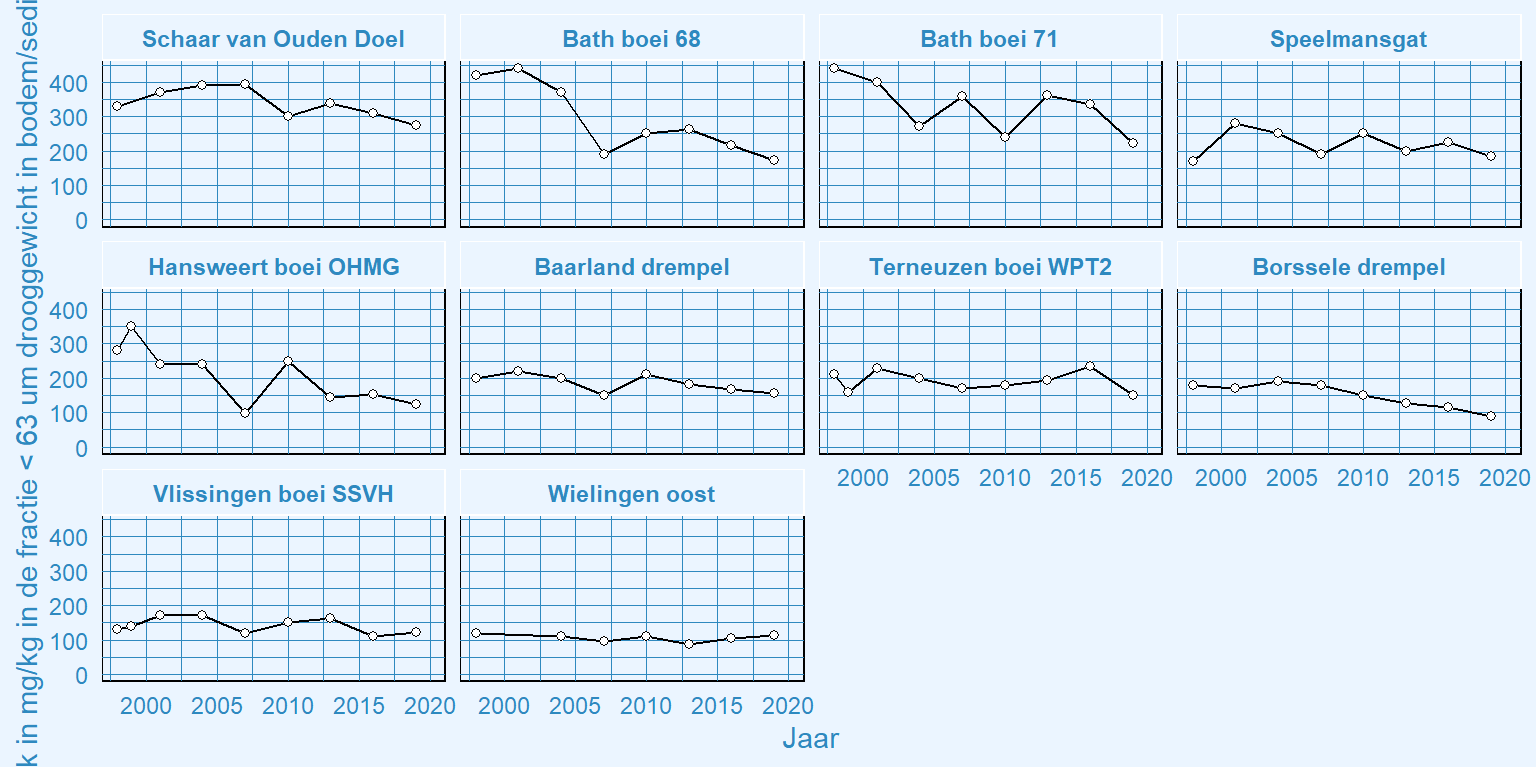 k in mg/kg in de fractie < 63 um drooggewicht in bodem/sedi
Schaar van Ouden Doel Bath boei 68 Bath boei 71 Speelmansgat
400
300
200
100
0
Hansweert boei OHMG Baarland drempel Terneuzen boei WPT2 Borssele drempel
400
300
200
100
0
2000 2005 2010 2015 2020 2000 2005 2010 2015 2020
Vlissingen boei SSVH Wielingen oost
400
300
200
100
0
2000 2005 2010 2015 2020 2000 2005 2010 2015 2020
Jaar